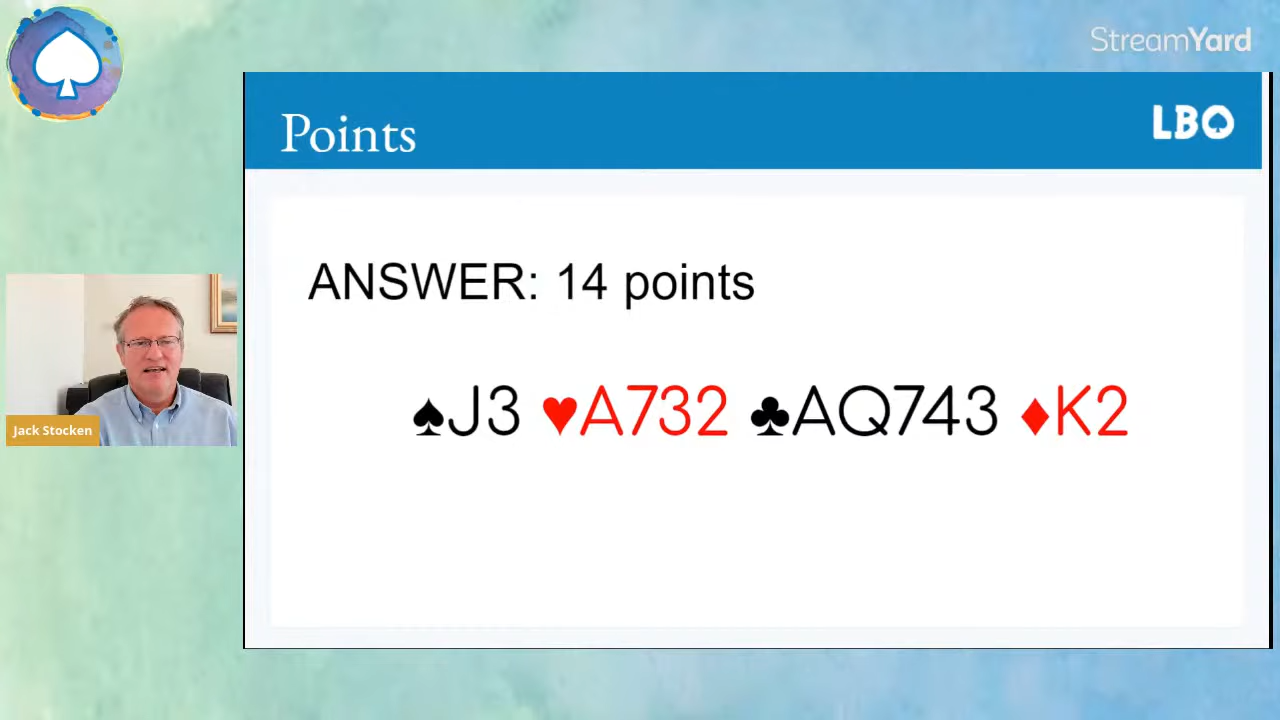 StreamYard
Points
LBO
ANSWER: 14 points
♠J3 ♥A732 ♣AQ743 ♦K2
Jack Stocken